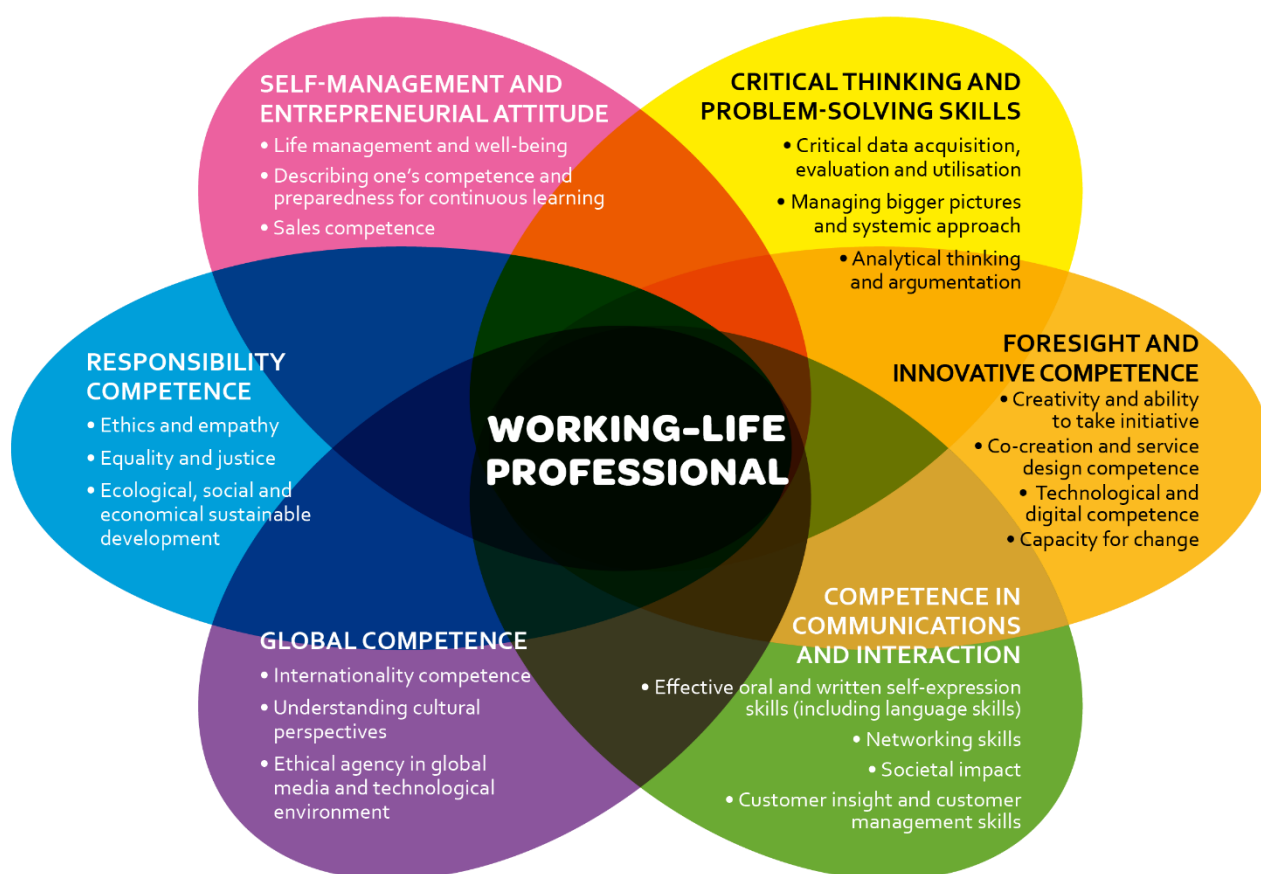 SELF-MANAGEMENT AND
ENTREPRENEURIAL ATTITUDE
• Life management and well-being
• Describing one's competence and
preparedness for continuous learning
• Sales competence
CRITICAL THINKING AND
PROBLEM-SOLVING SKILLS
• Critical data acquisition,
evaluation and utilisation
• Managing bigger pictures
and systemic approach
• Analytical thinking
and argumentation
RESPONSIBILITY
COMPETENCE
• Ethics and empathy
• Equality and justice
• Ecological, social and
economical sustainable
development
WORKING-LIFE
PROFESSIONAL
FORESIGHT AND
INNOVATIVE COMPETENCE
• Creativity and ability
to take initiative
• Co-creation and service
design competence
• Technological and
digital competence
• Capacity for change
GLOBAL COMPETENCE
• Internationality competence
• Understanding cultural
perspectives
• Ethical agency in global
media and technological
environment
COMPETENCE IN
COMMUNICATIONS
AND INTERACTION
• Effective oral and written self-expression
skills (including language skills)
• Networking skills
• Societal impact
• Customer insight and customer
management skills